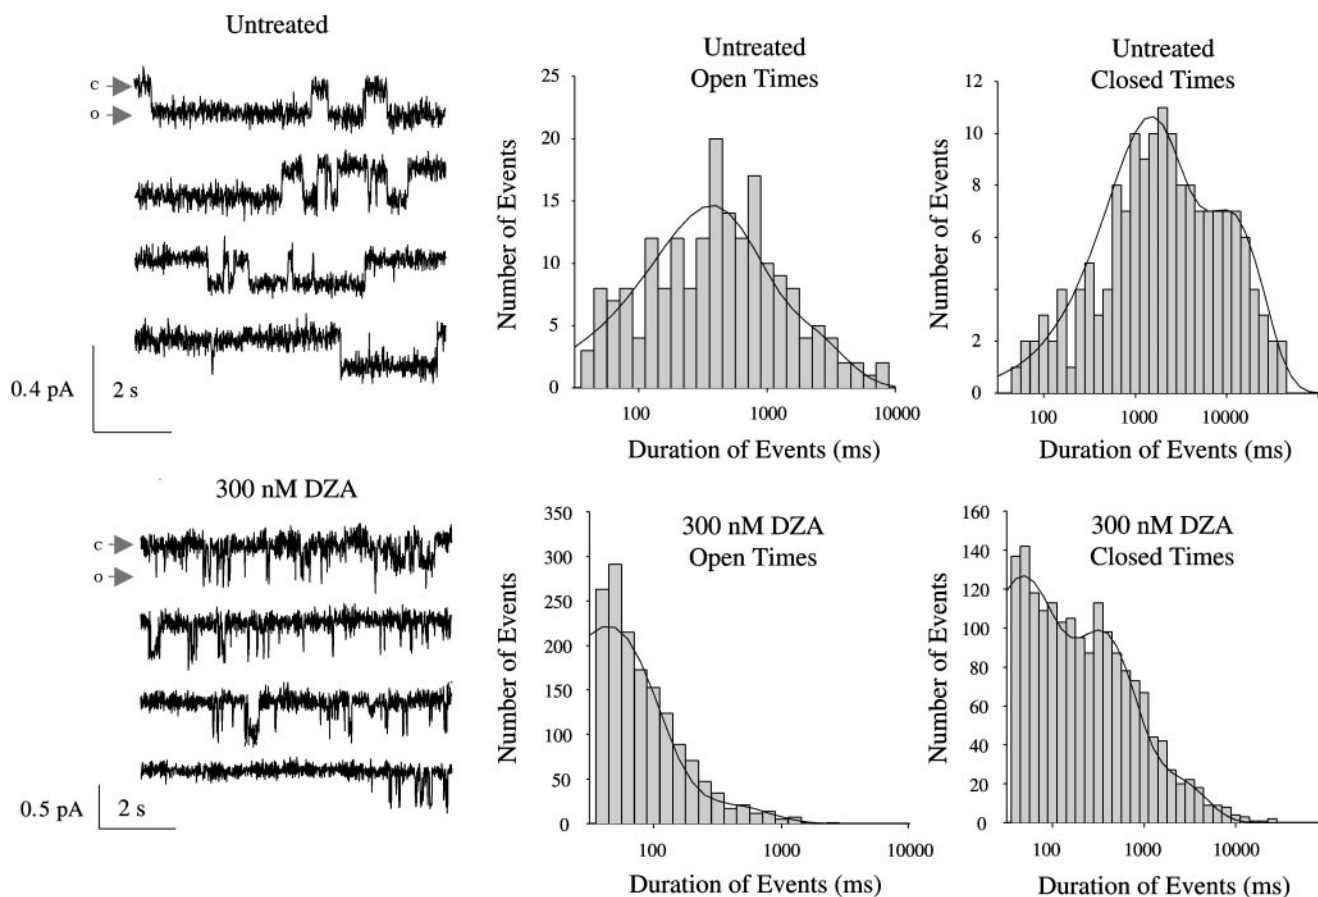 Untreated
c
o
0.4 pA
2 s
Untreated
Open Times
Number of Events
25
20
15
10
5
0
100
1000
10000
Duration of Events (ms)
Untreated
Closed Times
Number of Events
12
10
8
6
4
2
0
100
1000
10000
Duration of Events (ms)
300 nM DZA
c
o
0.5 pA
2 s
300 nM DZA
Open Times
Number of Events
350
300
250
200
150
100
50
0
100
1000
10000
Duration of Events (ms)
300 nM DZA
Closed Times
Number of Events
160
140
120
100
80
60
40
20
0
100
1000
10000
Duration of Events (ms)